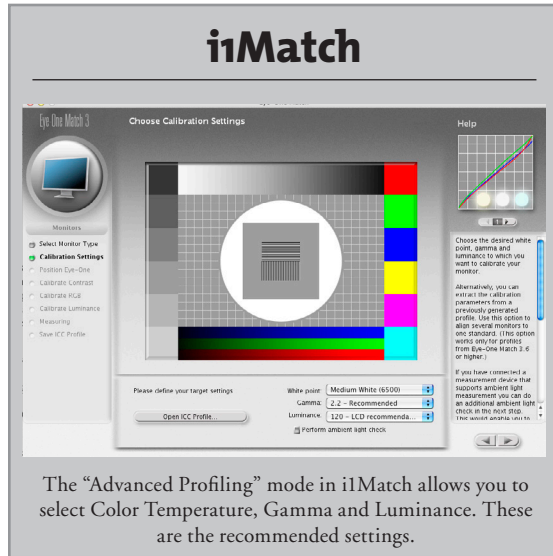 i1Match
Eye One Match 3
Choose Calibration Settings
Help
Monitors
Select Monitor Type
Calibration Settings
Position Eye-One
Calibrate Contrast
Calibrate RGB
Calibrate Luminance
Measuring
Save ICC Profile
Choose the desired white
point, gamma and
luminance to which you
want to calibrate your
monitor.
Alternatively, you can
extract the calibration
parameters from a
previously generated
profile. Use this option to
align several monitors to
one standard. (This option
works only for profiles
from Eye-One Match 3.6
or higher.)
If you have connected a
measurement device that
supports ambient light
measurement you can do
an additional ambient light
check in the next step.
This would enable you to
Please define your target settings
Open ICC Profile...
White point: Medium White (6500)
Gamma: 2.2 - Recommended
Luminance: 120 - LCD recommenda...
Perform ambient light check
The “Advanced Profiling” mode in i1Match allows you to
select Color Temperature, Gamma and Luminance. These
are the recommended settings.